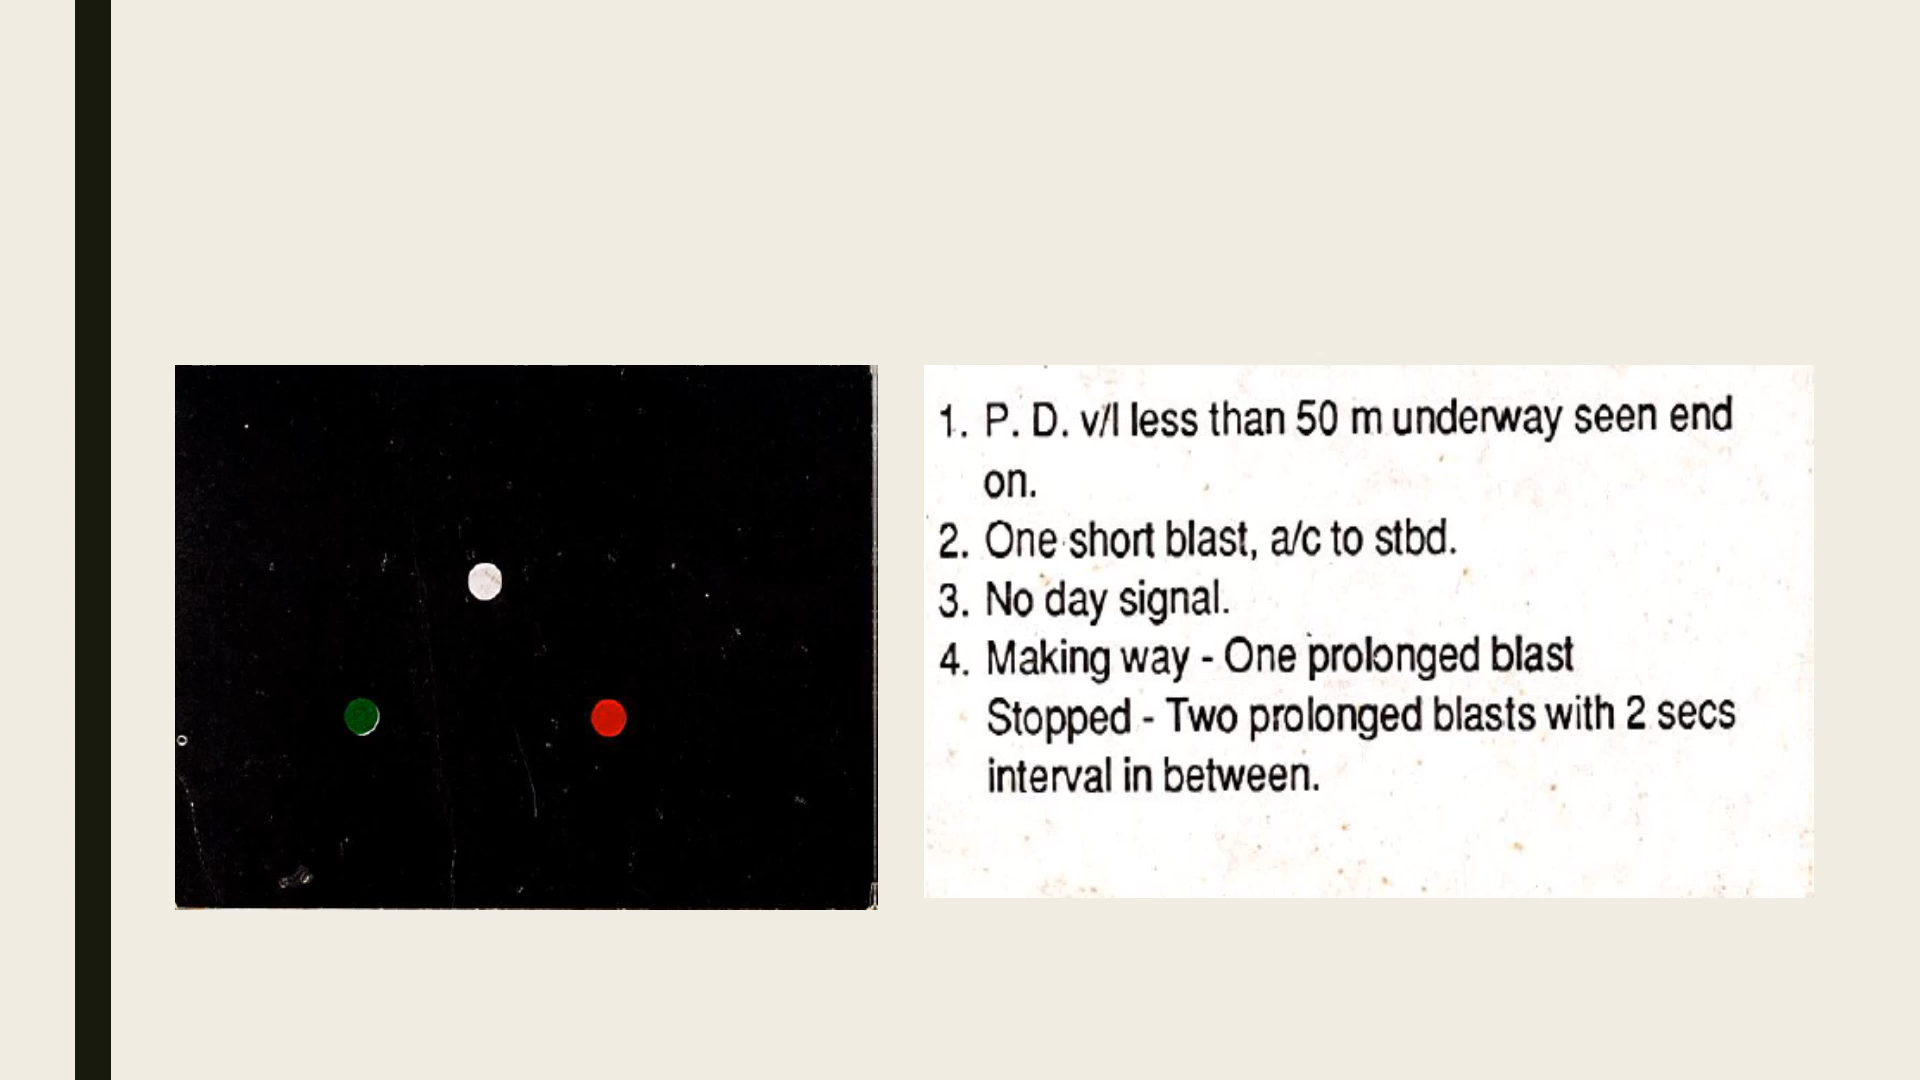 1. P. D. v/l less than 50 m underway seen end
on.
2. One short blast, a/c to stbd.
3. No day signal.
4. Making way - One prolonged blast
Stopped - Two prolonged blasts with 2 secs
interval in between.